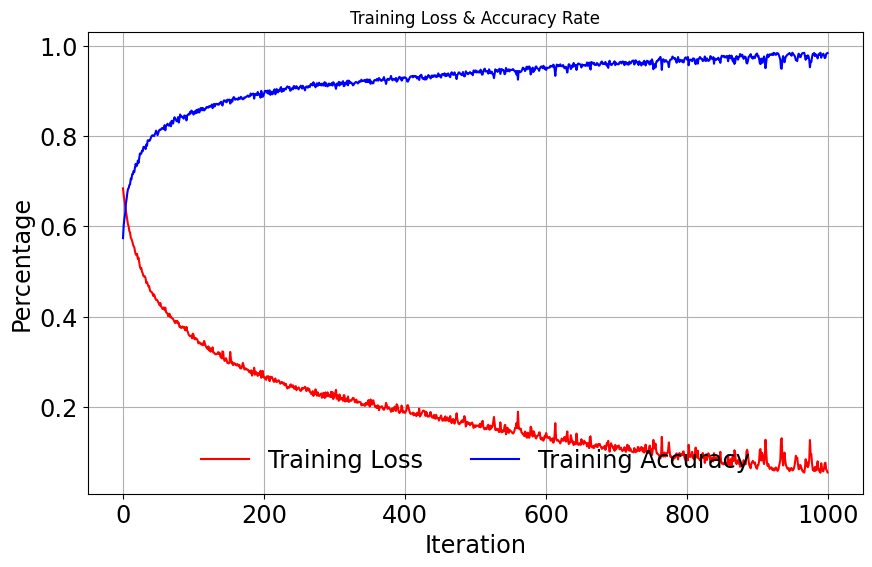 Training Loss & Accuracy Rate
1.0
0.8
0.6
0.4
0.2
Percentage
Training Loss Training Accuracy
0 200 400 600 800 1000
Iteration